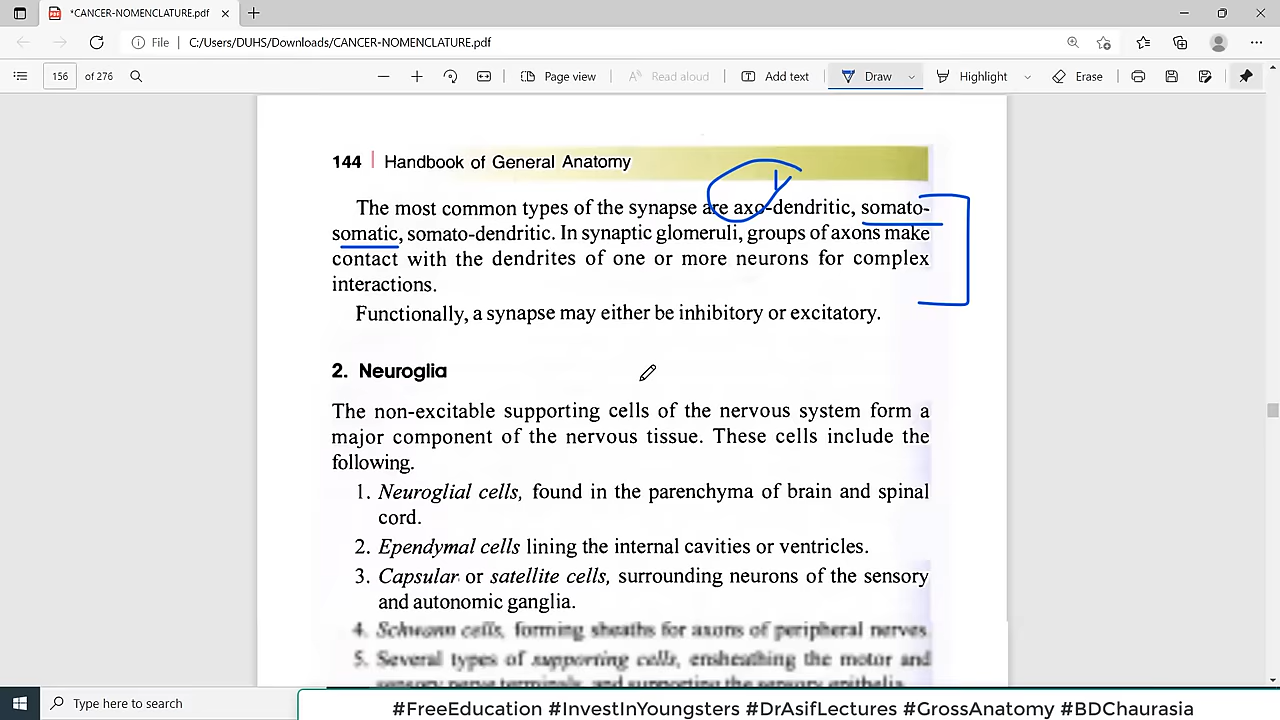 *CANCER-NOMENCLATURE.pdf
File C:/Users/DUHS/Downloads/CANCER-NOMENCLATURE.pdf
156 of 276 Page view Read aloud Add text Draw Highlight Erase
144 Handbook of General Anatomy
The most common types of the synapse are axo-dendritic, somato-
somatic, somato-dendritic. In synaptic glomeruli, groups of axons make
contact with the dendrites of one or more neurons for complex
interactions.
Functionally, a synapse may either be inhibitory or excitatory.
2. Neuroglia
The non-excitable supporting cells of the nervous system form a
major component of the nervous tissue. These cells include the
following.
1. Neuroglial cells, found in the parenchyma of brain and spinal
cord.
2. Ependymal cells lining the internal cavities or ventricles.
3. Capsular or satellite cells, surrounding neurons of the sensory
and autonomic ganglia.
4. Schwann cells, forming sheaths for axons of peripheral nerves.
5. Several types of supporting cells, ensheathing the motor and
sensory nerve terminals, and supporting the sensory epithelia.
Type here to search
#FreeEducation #InvestInYoungsters #DrAsifLectures #GrossAnatomy #BDChaurasia